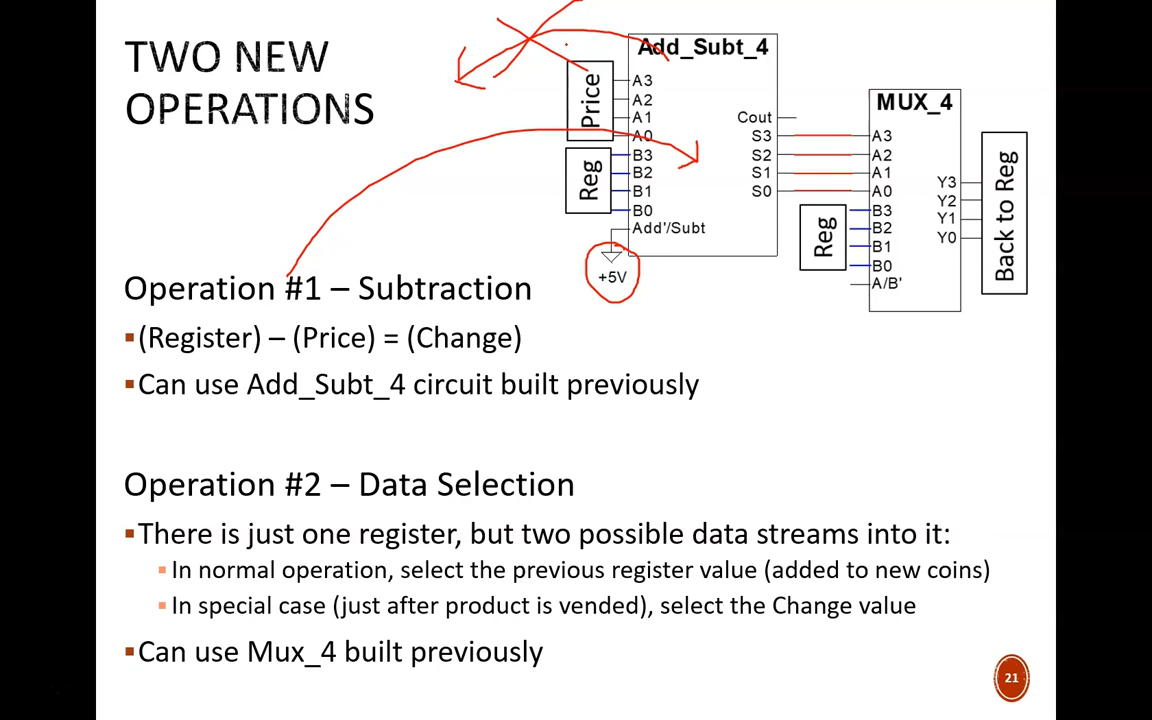 TWO NEW
OPERATIONS
Add_Subt_4
Price
A3
A2
A1
A0
Reg
B3
B2
B1
B0
Add'/Subt
+5V
Cout
S3
S2
S1
S0
MUX_4
A3
A2
A1
A0
Reg
B3
B2
B1
B0
A/B'
Y3
Y2
Y1
Y0
Back to Reg
Operation #1 – Subtraction
▪(Register) – (Price) = (Change)
▪Can use Add_Subt_4 circuit built previously
Operation #2 – Data Selection
▪There is just one register, but two possible data streams into it:
▪In normal operation, select the previous register value (added to new coins)
▪In special case (just after product is vended), select the Change value
▪Can use Mux_4 built previously
21